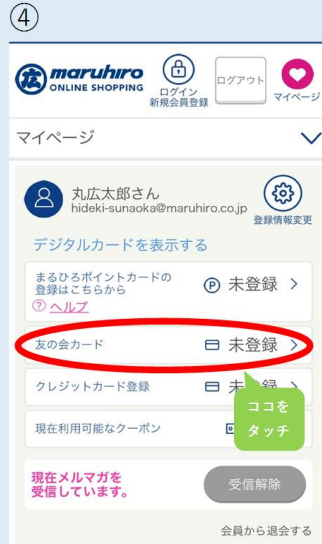 ④
maruhiro
ONLINE SHOPPING
ログイン
新規会員登録
ログアウト
マイページ
マイページ
丸広太郎さん
hideki-sunaoka@maruhiro.co.jp
登録情報変更
デジタルカードを表示する
まるひろポイントカードの
登録はこちらから
? ヘルプ
P 未登録
友の会カード 未登録
クレジットカード登録 未登録
ココを
タッチ
現在利用可能なクーポン
現在メルマガを
受信しています。
受信解除
会員から退会する